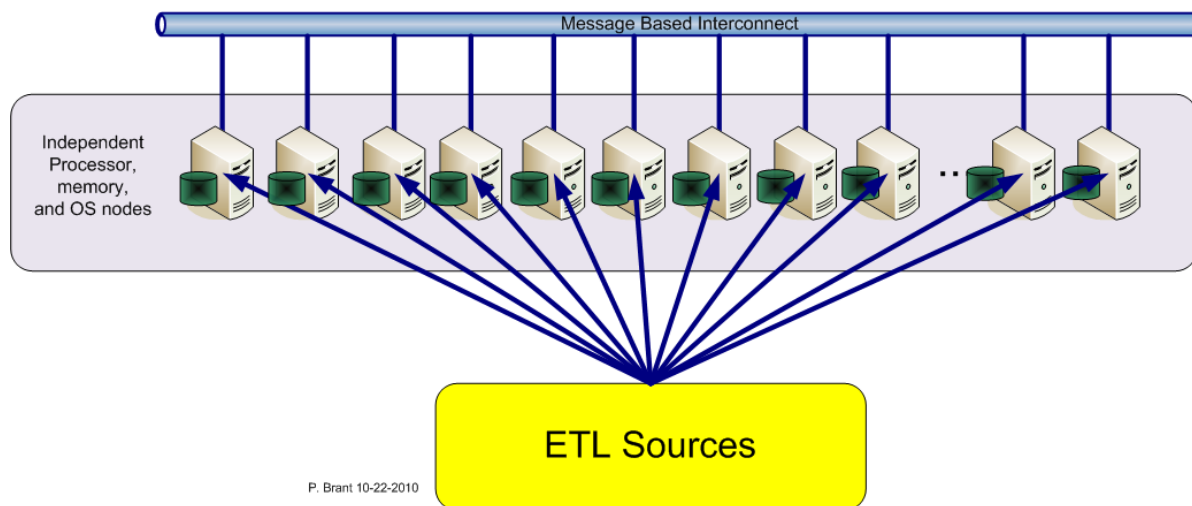 Message Based Interconnect
Independent
Processor,
memory,
and OS nodes
..
ETL Sources
P. Brant 10-22-2010